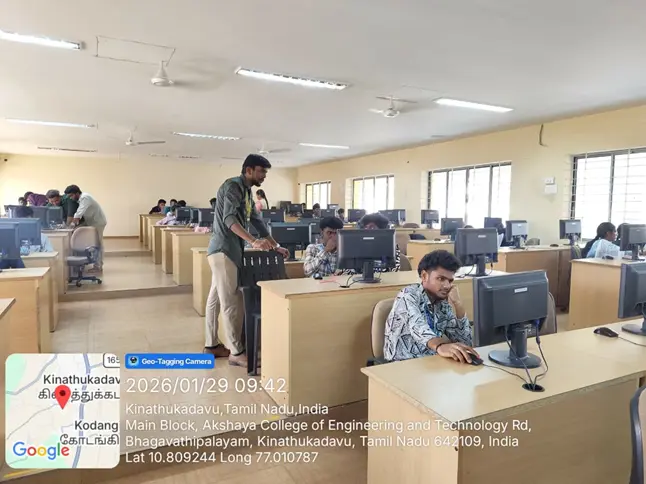 165
Kinathukadavu
கிணத்துக்கட
Kodang
கோடங்கி
Google
Geo-Tagging Camera
2026/01/29 09:42
Kinathukadavu,Tamil Nadu,India
Main Block, Akshaya College of Engineering and Technology Rd,
Bhagavathipalayam, Kinathukadavu, Tamil Nadu 642109, India
Lat 10.809244 Long 77.010787